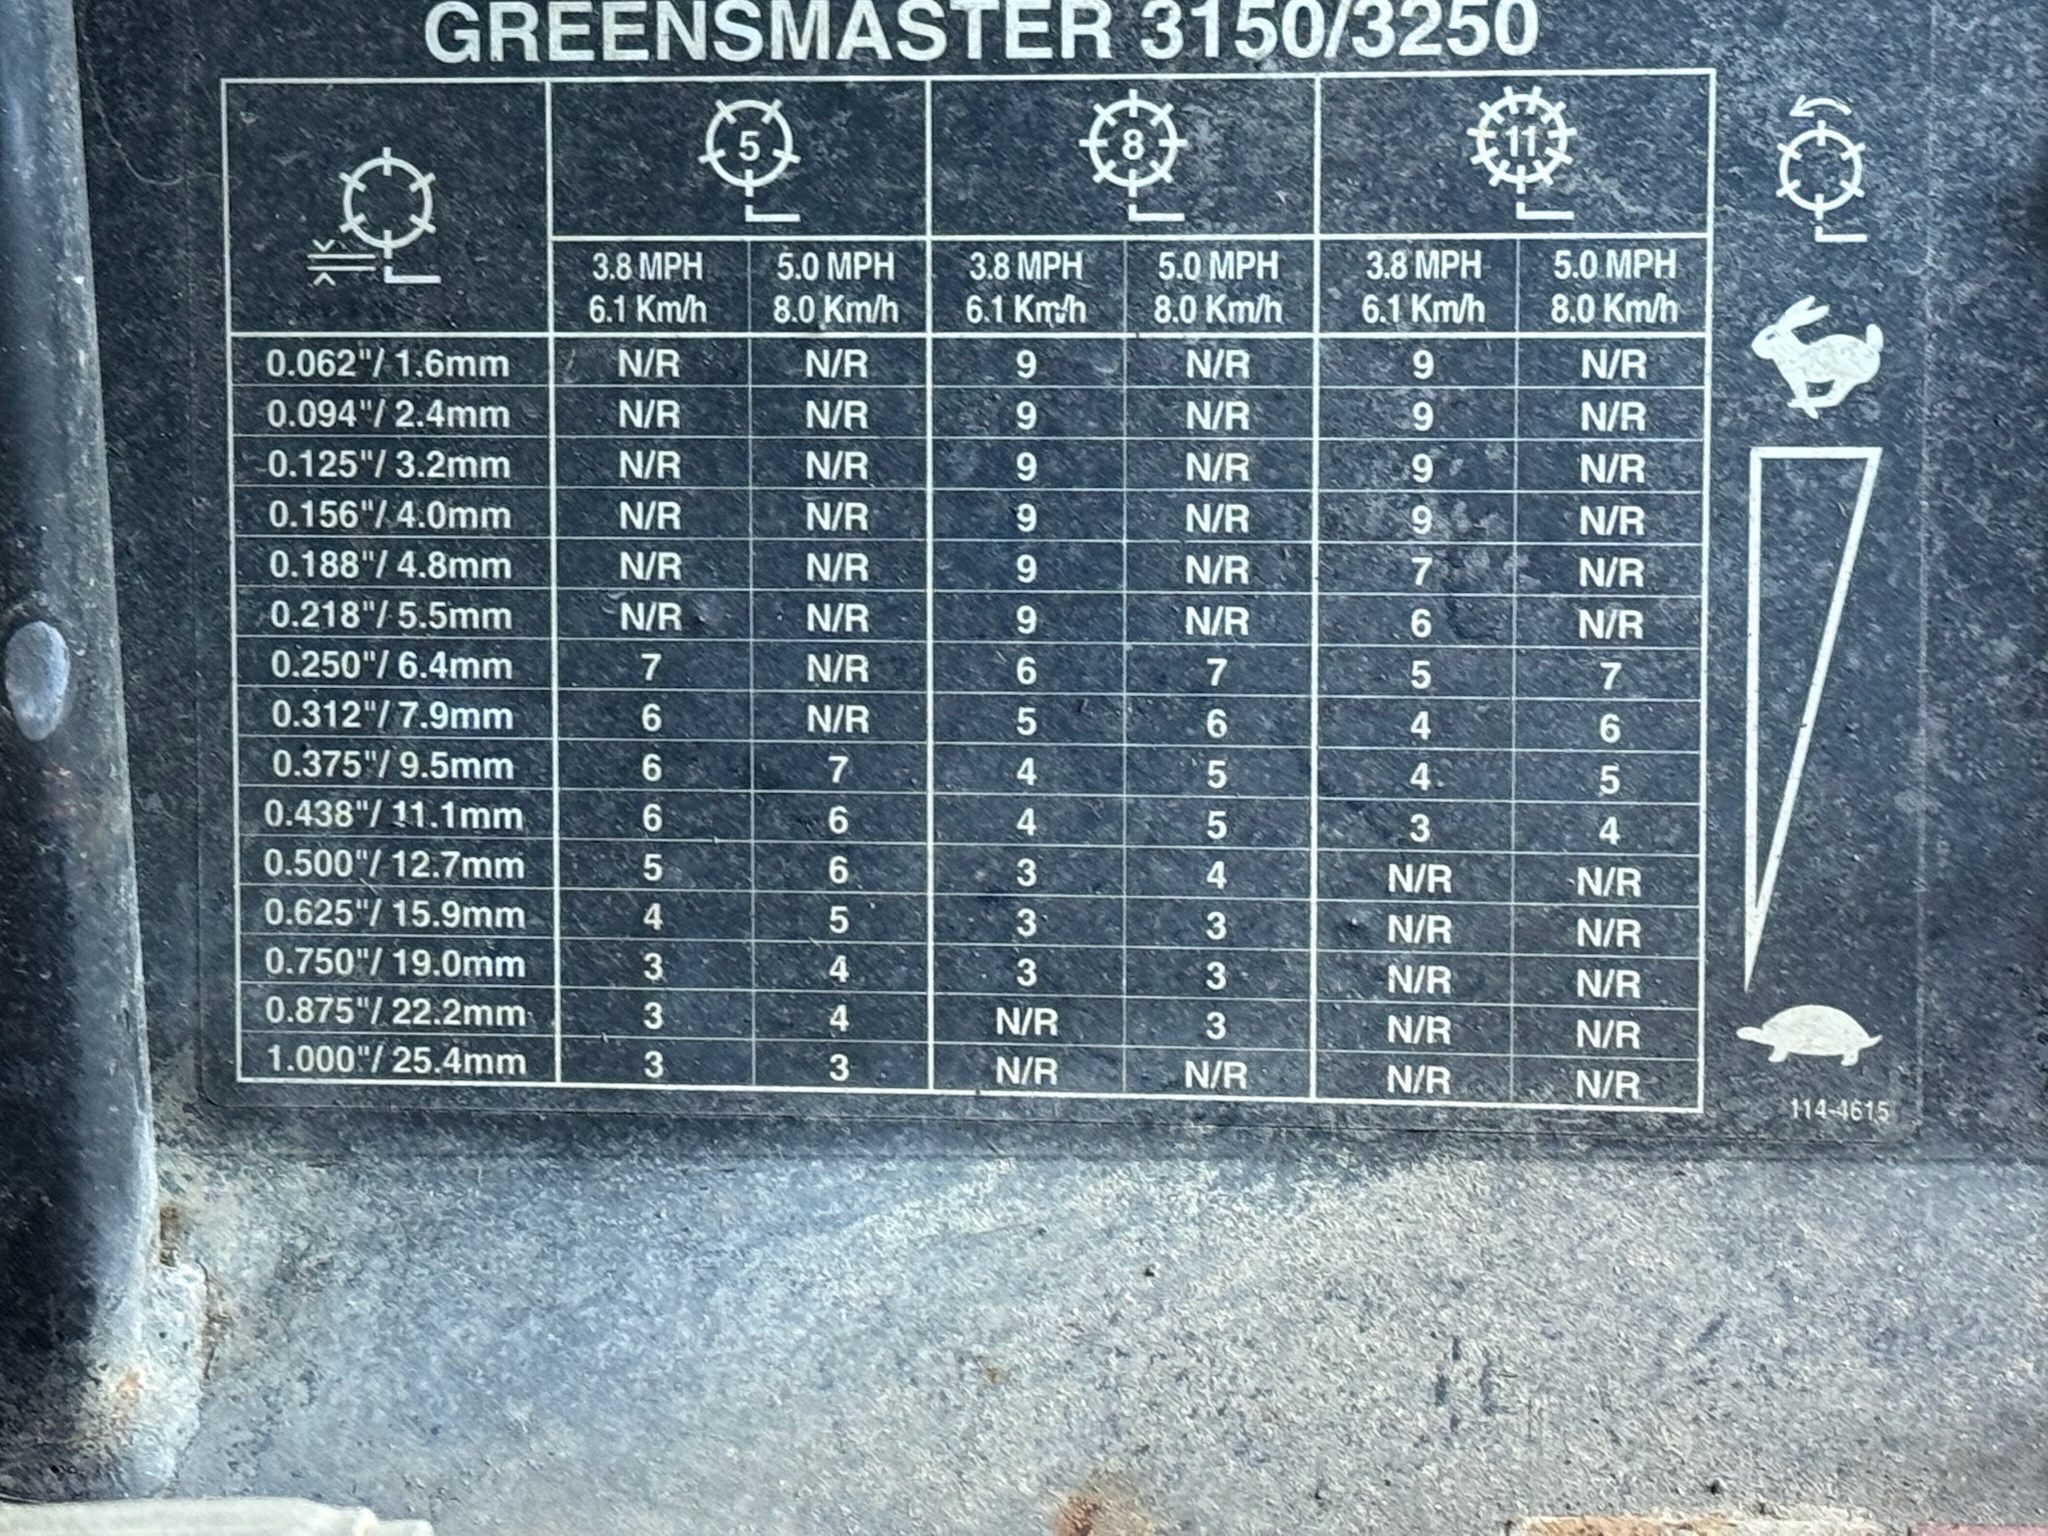 GREENSMASTER 3150/3250
5 8 11
3.8 MPH 5.0 MPH 3.8 MPH 5.0 MPH 3.8 MPH 5.0 MPH
6.1 Km/h 8.0 Km/h 6.1 Km/h 8.0 Km/h 6.1 Km/h 8.0 Km/h
0.062"/ 1.6mm N/R N/R 9 N/R 9 N/R
0.094"/ 2.4mm N/R N/R 9 N/R 9 N/R
0.125"/ 3.2mm N/R N/R 9 N/R 9 N/R
0.156"/ 4.0mm N/R N/R 9 N/R 9 N/R
0.188"/ 4.8mm N/R N/R 9 N/R 7 N/R
0.218"/ 5.5mm N/R N/R 9 N/R 6 N/R
0.250"/ 6.4mm 7 N/R 6 7 5 7
0.312"/ 7.9mm 6 N/R 5 6 4 6
0.375"/ 9.5mm 6 7 4 5 4 5
0.438"/ 11.1mm 6 6 4 5 3 4
0.500"/ 12.7mm 5 6 3 4 N/R N/R
0.625"/ 15.9mm 4 5 3 3 N/R N/R
0.750"/ 19.0mm 3 4 3 3 N/R N/R
0.875"/ 22.2mm 3 4 N/R 3 N/R N/R
1.000"/ 25.4mm 3 3 N/R N/R N/R N/R
114-4615